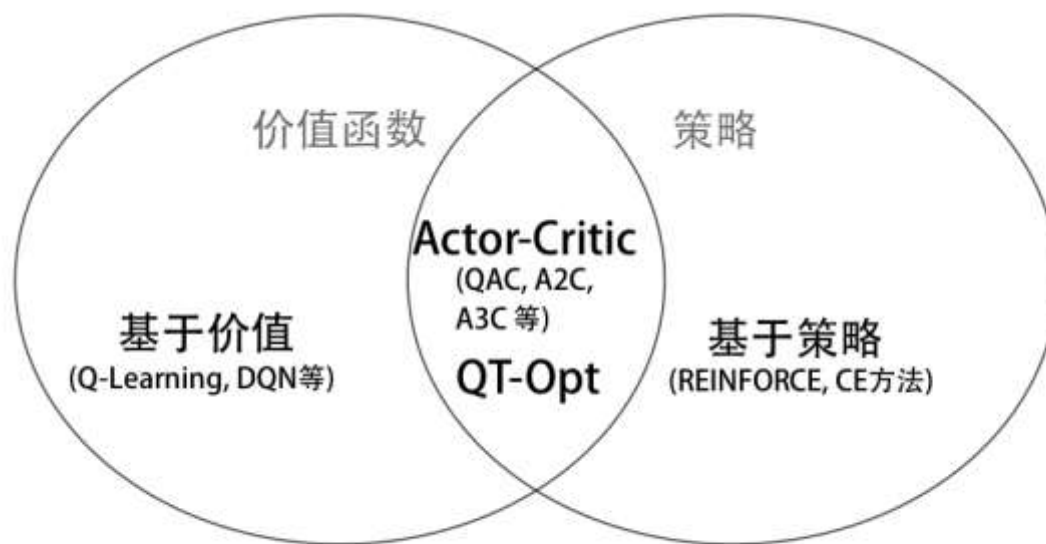 价值函数
策略
Actor-Critic
(QAC, A2C,
A3C 等)
QT-Opt
基于价值
(Q-Learning, DQN等)
基于策略
(REINFORCE, CE方法)